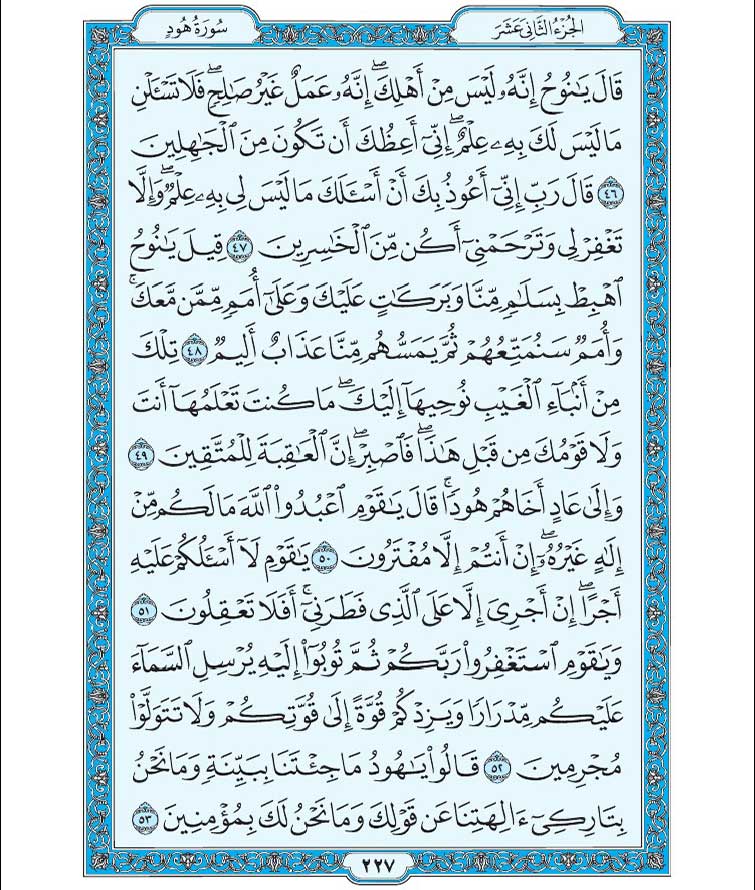 الجُزْءُ الثَّانِي عَشَرَ
سُورَةُ هُودٍ
قَالَ يَٰنُوحُ إِنَّهُۥ لَيْسَ مِنْ أَهْلِكَۖ إِنَّهُۥ عَمَلٌ غَيْرُ صَٰلِحٖۖ فَلَا تَسْـَٔلْنِ
مَا لَيْسَ لَكَ بِهِۦ عِلْمٌۖ إِنِّيٓ أَعِظُكَ أَن تَكُونَ مِنَ ٱلْجَٰهِلِينَ
٤٦ قَالَ رَبِّ إِنِّيٓ أَعُوذُ بِكَ أَنْ أَسْـَٔلَكَ مَا لَيْسَ لِي بِهِۦ عِلْمٌۖ وَإِلَّا
تَغْفِرْ لِي وَتَرْحَمْنِيٓ أَكُن مِّنَ ٱلْخَٰسِرِينَ ٤٧ قِيلَ يَٰنُوحُ
ٱهْبِطْ بِسَلَٰمٖ مِّنَّا وَبَرَكَٰتٍ عَلَيْكَ وَعَلَىٰٓ أُمَمٖ مِّمَّن مَّعَكَۚ
وَأُمَمٌ سَنُمَتِّعُهُمْ ثُمَّ يَمَسُّهُم مِّنَّا عَذَابٌ أَلِيمٌ ٤٨ تِلْكَ
مِنْ أَنۢبَآءِ ٱلْغَيْبِ نُوحِيهَآ إِلَيْكَۖ مَا كُنتَ تَعْلَمُهَآ أَنتَ
وَلَا قَوْمُكَ مِن قَبْلِ هَٰذَاۖ فَٱصْبِرْۖ إِنَّ ٱلْعَٰقِبَةَ لِلْمُتَّقِينَ ٤٩
وَإِلَىٰ عَادٍ أَخَاهُمْ هُودٗاۚ قَالَ يَٰقَوْمِ ٱعْبُدُوا۟ ٱللَّهَ مَا لَكُم مِّنْ
إِلَٰهٍ غَيْرُهُۥٓۖ إِنْ أَنتُمْ إِلَّا مُفْتَرُونَ ٥٠ يَٰقَوْمِ لَآ أَسْـَٔلُكُمْ عَلَيْهِ
أَجْرًاۖ إِنْ أَجْرِيَ إِلَّا عَلَى ٱلَّذِي فَطَرَنِيٓۚ أَفَلَا تَعْقِلُونَ ٥١
وَيَٰقَوْمِ ٱسْتَغْفِرُوا۟ رَبَّكُمْ ثُمَّ تُوبُوٓا۟ إِلَيْهِ يُرْسِلِ ٱلسَّمَآءَ
عَلَيْكُم مِّدْرَارٗا وَيَزِدْكُمْ قُوَّةً إِلَىٰ قُوَّتِكُمْ وَلَا تَتَوَلَّوْا۟
مُجْرِمِينَ ٥٢ قَالُوا۟ يَٰهُودُ مَا جِئْتَنَا بِبَيِّنَةٖ وَمَا نَحْنُ
بِتَارِكِيٓ ءَالِهَتِنَا عَن قَوْلِكَ وَمَا نَحْنُ لَكَ بِمُؤْمِنِينَ ٥٣
٢٢٧